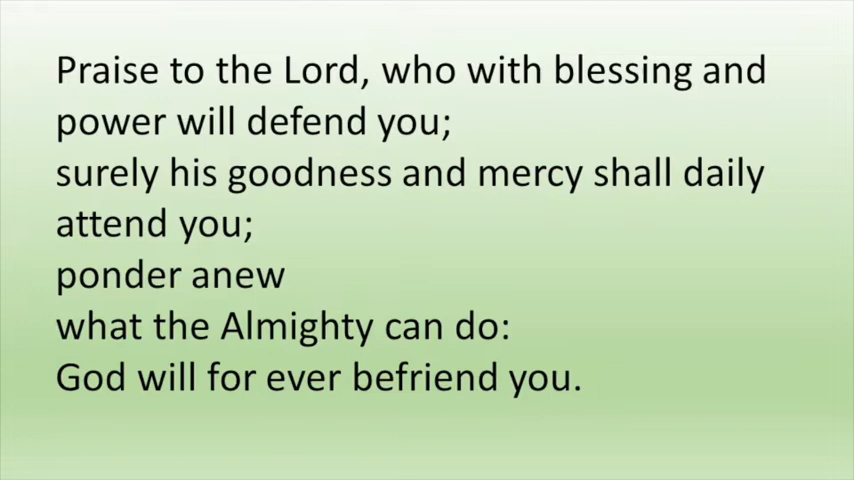 Praise to the Lord, who with blessing and
power will defend you;
surely his goodness and mercy shall daily
attend you;
ponder anew
what the Almighty can do:
God will for ever befriend you.